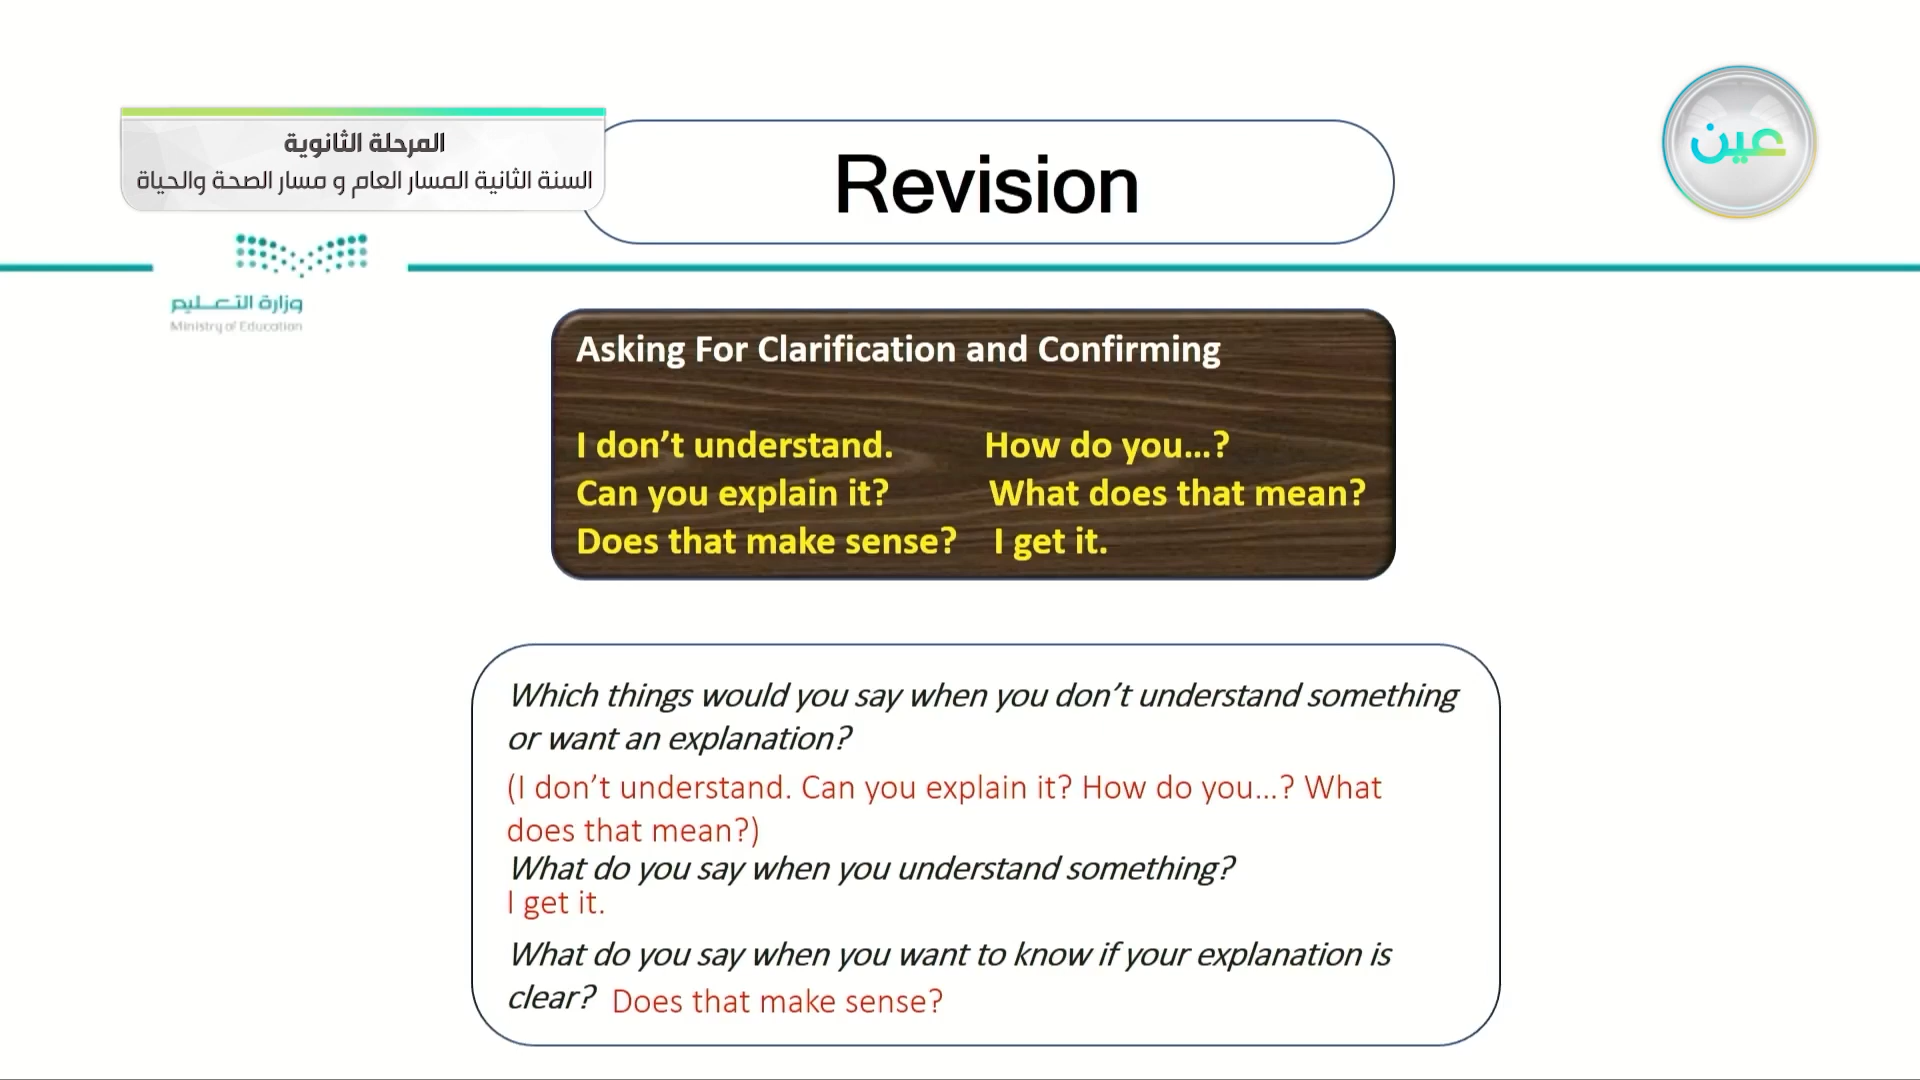 المرحلة الثانوية
السنة الثانية المسار العام و مسار الصحة والحياة
Revision
عين
وزارة التعليم
Ministry of Education
Asking For Clarification and Confirming
I don’t understand. How do you...?
Can you explain it? What does that mean?
Does that make sense? I get it.
Which things would you say when you don’t understand something
or want an explanation?
(I don’t understand. Can you explain it? How do you...? What
does that mean?)
What do you say when you understand something?
I get it.
What do you say when you want to know if your explanation is
clear? Does that make sense?